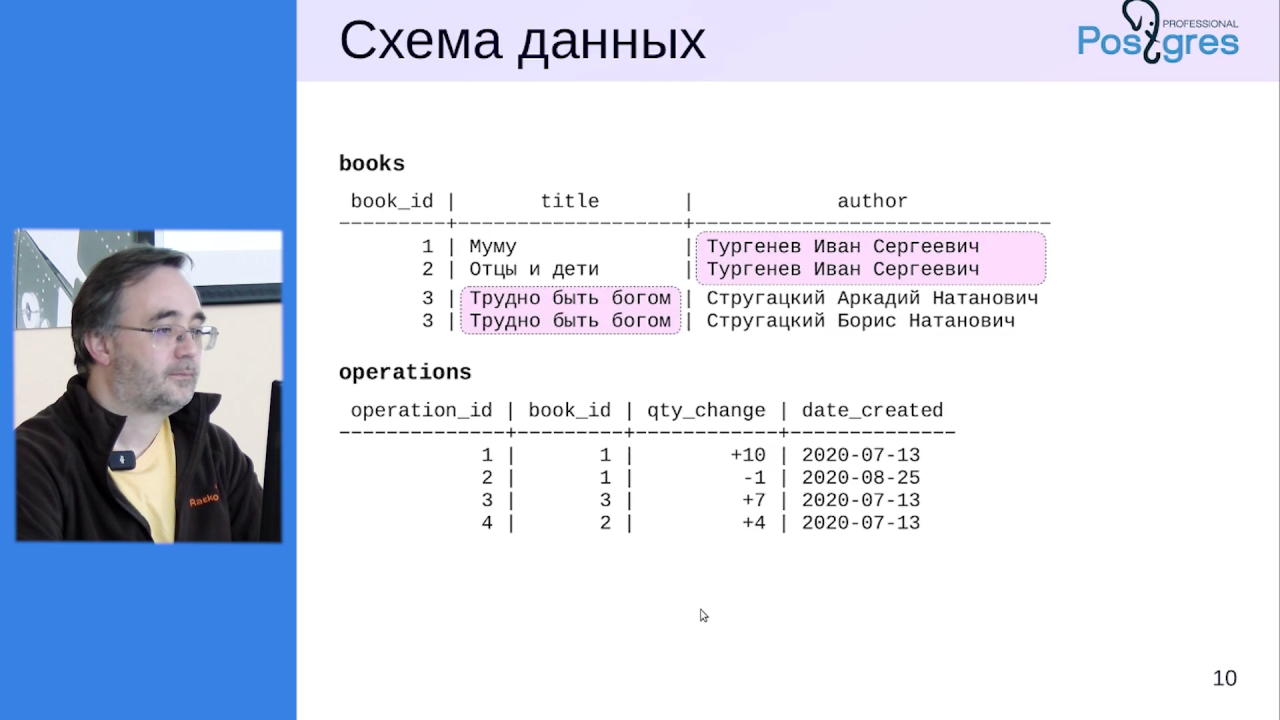 Схема данных
PROFESSIONAL
Postgres
books
book_id | title | author
---------+-------------------+------------------------------
1 | Муму | Тургенев Иван Сергеевич
2 | Отцы и дети | Тургенев Иван Сергеевич
3 | Трудно быть богом | Стругацкий Аркадий Натанович
3 | Трудно быть богом | Стругацкий Борис Натанович
operations
operation_id | book_id | qty_change | date_created
--------------+---------+------------+--------------
1 | 1 | +10 | 2020-07-13
2 | 1 | -1 | 2020-08-25
3 | 3 | +7 | 2020-07-13
4 | 2 | +4 | 2020-07-13
10